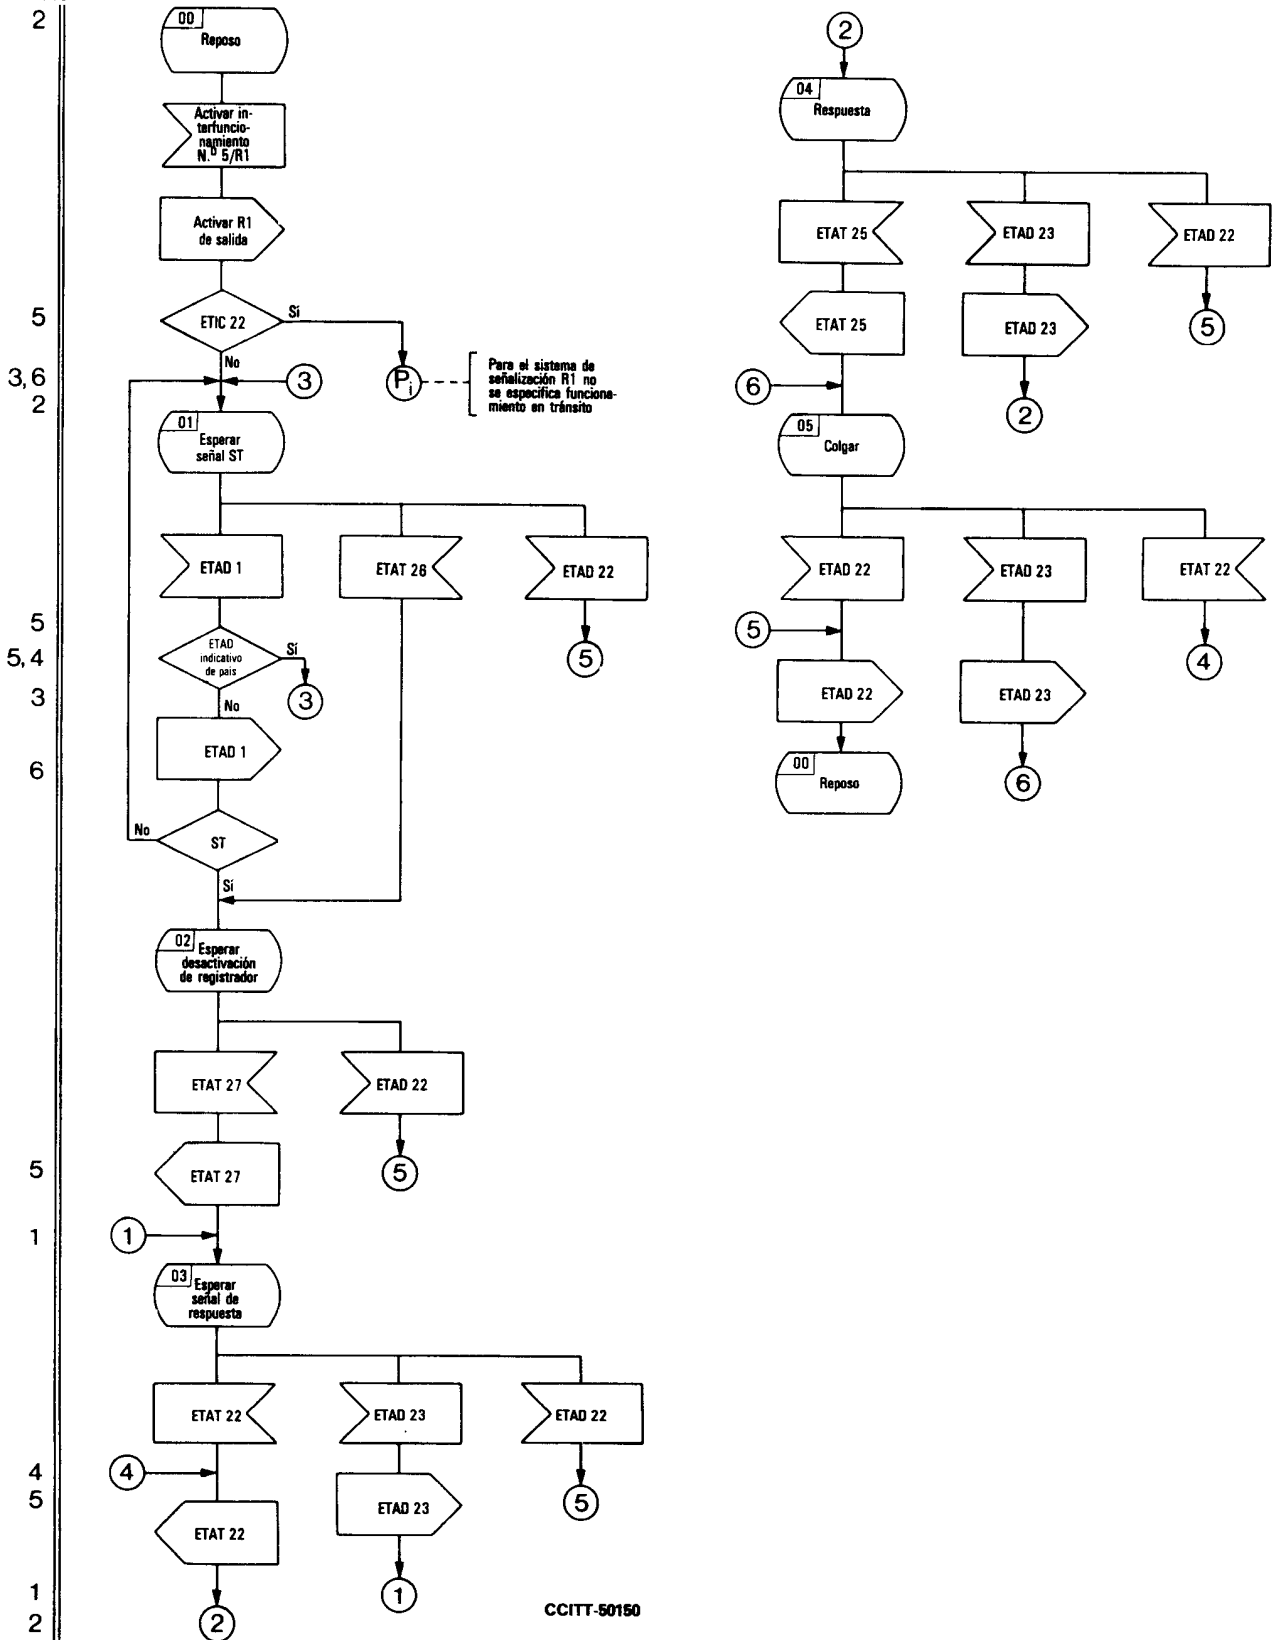 2
00
Reposo
Activar in-
terfuncio-
namiento
N.º 5/R1
Activar R1
de salida
5
ETIC 22
Sí
No
3,6
3
Pi
Para el sistema de
señalización R1 no
se especifica funciona-
miento en tránsito
2
01
Esperar
señal ST
ETAD 1
ETAT 26
ETAD 22
5
5
5,4
ETAD
indicativo
de país
Sí
3
3
No
ETAD 1
6
No
ST
Sí
02
Esperar
desactivación
de registrador
ETAT 27
ETAD 22
5
ETAT 27
5
1
1
03
Esperar
señal de
respuesta
ETAT 22
ETAD 23
ETAD 22
4
4
5
ETAT 22
ETAD 23
5
1
1
2
2
CCITT-50150
2
04
Respuesta
ETAT 25
ETAD 23
ETAD 22
ETAT 25
ETAD 23
5
6
2
05
Colgar
ETAD 22
ETAD 23
ETAT 22
5
4
ETAD 22
ETAD 23
00
Reposo
6